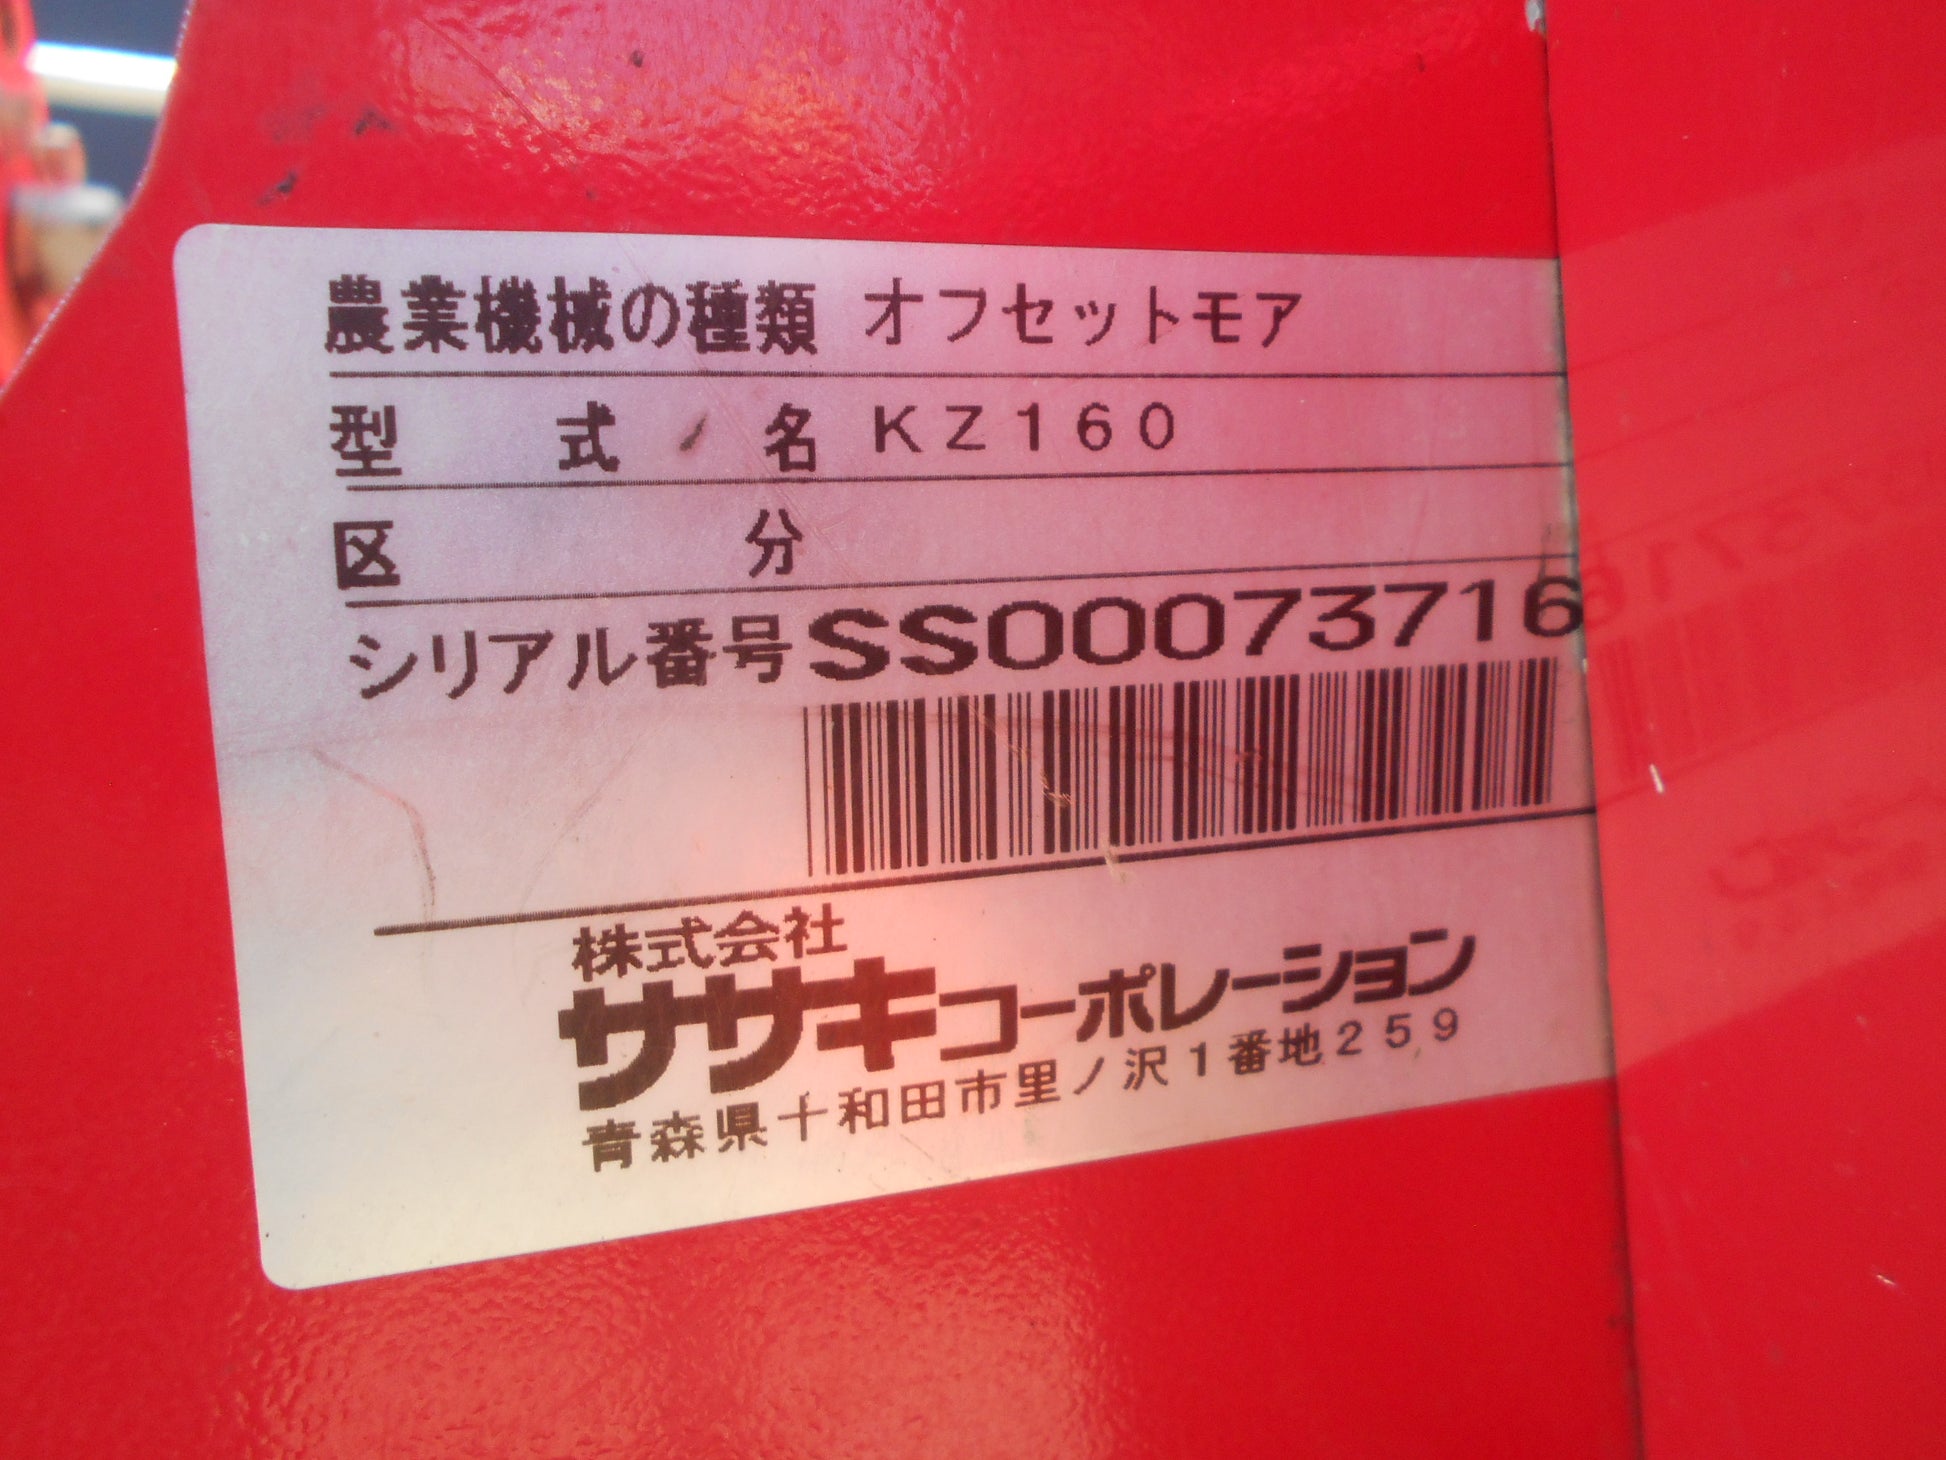 農業機械の種類 オフセットモア
型式名 KZ160
区分
シリアル番号 SS00073716
株式会社
ササキコーポレーション
青森県十和田市里ノ沢1番地259